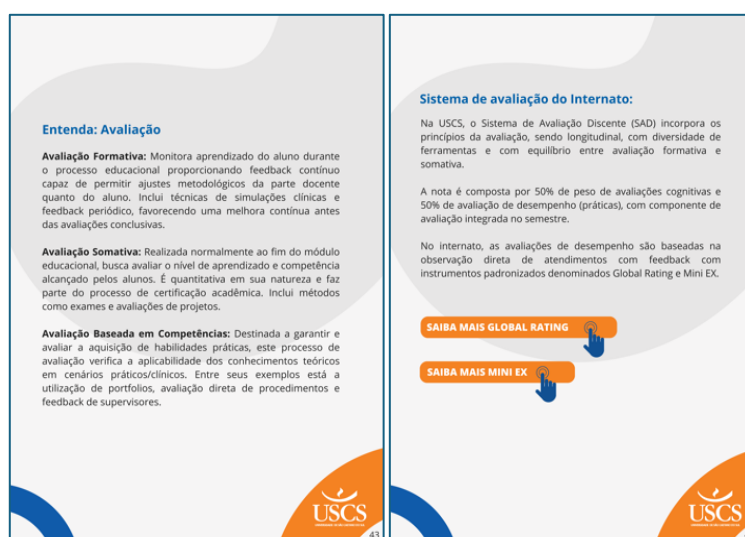 Entenda: Avaliação
Avaliação Formativa: Monitora aprendizado do aluno durante
o processo educacional proporcionando feedback contínuo
capaz de permitir ajustes metodológicos da parte docente
quanto do aluno. Inclui técnicas de simulações clínicas e
feedback periódico, favorecendo uma melhora contínua antes
das avaliações conclusivas.
Avaliação Somativa: Realizada normalmente ao fim do módulo
educacional, busca avaliar o nível de aprendizado e competência
alcançado pelos alunos. É quantitativa em sua natureza e faz
parte do processo de certificação acadêmica. Inclui métodos
como exames e avaliações de projetos.
Avaliação Baseada em Competências: Destinada a garantir e
avaliar a aquisição de habilidades práticas, este processo de
avaliação verifica a aplicabilidade dos conhecimentos teóricos
em cenários práticos/clínicos. Entre seus exemplos está a
utilização de portfolios, avaliação direta de procedimentos e
feedback de supervisores.
USCS
43
Sistema de avaliação do Internato:
Na USCS, o Sistema de Avaliação Discente (SAD) incorpora os
princípios da avaliação, sendo longitudinal, com diversidade de
ferramentas e com equilíbrio entre avaliação formativa e
somativa.
A nota é composta por 50% de peso de avaliações cognitivas e
50% de avaliação de desempenho (práticas), com componente de
avaliação integrada no semestre.
No internato, as avaliações de desempenho são baseadas na
observação direta de atendimentos com feedback com
instrumentos padronizados denominados Global Rating e Mini EX.
SAIBA MAIS GLOBAL RATING
SAIBA MAIS MINI EX
USCS